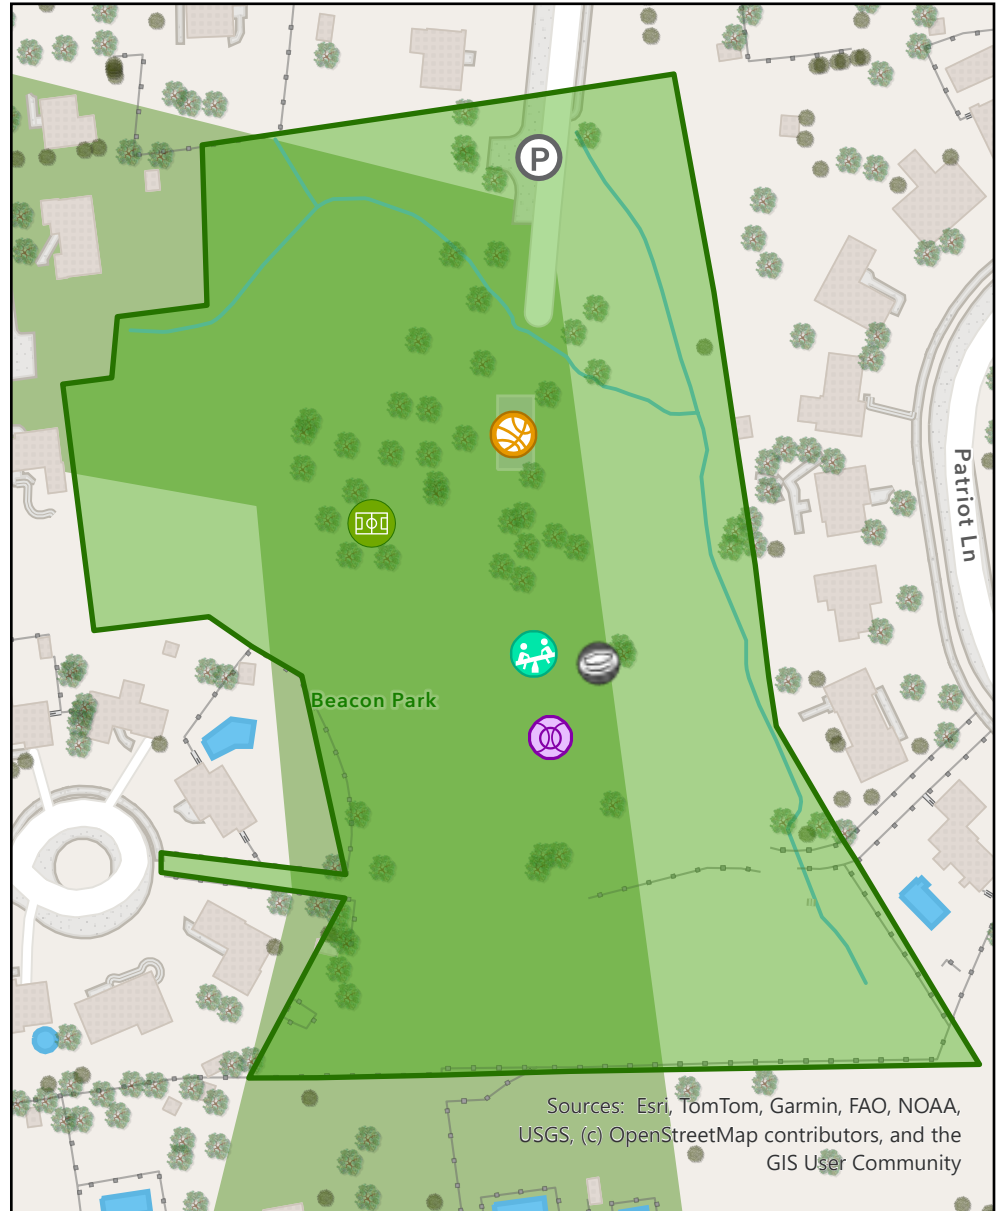 P
Patriot Ln
Beacon Park
Sources: Esri, TomTom, Garmin, FAO, NOAA,
USGS, (c) OpenStreetMap contributors, and the
GIS User Community